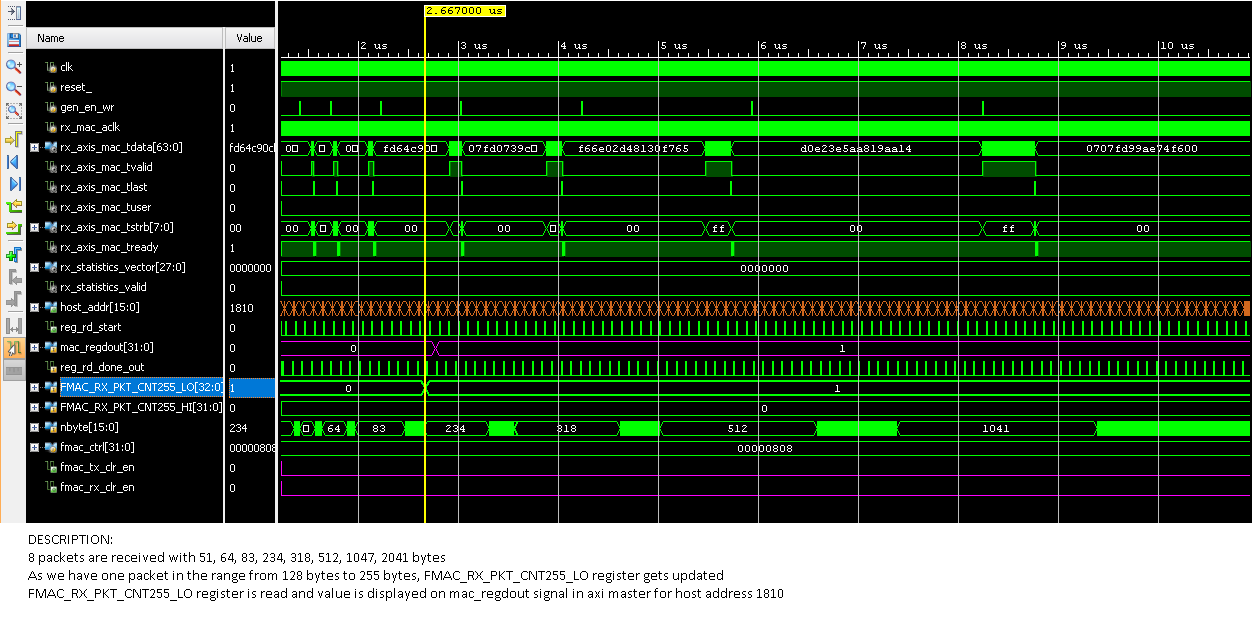 2.667000 us
Name Value
2 us 3 us 4 us 5 us 6 us 7 us 8 us 9 us 10 us
clk 1
reset_ 1
gen_en_wr 0
rx_mac_aclk 1
rx_axis_mac_tdata[63:0] fd64c90cl 0 0 fd64c90 07fd0739c f66e02d48130f765 d0e23e5aa819aa14 0707fd99ae74f600
rx_axis_mac_tvalid 0
rx_axis_mac_tlast 0
rx_axis_mac_tuser 0
rx_axis_mac_tstrb[7:0] 00 00 00 00 00 00 ff 00 ff 00
rx_axis_mac_tready 1
rx_statistics_vector[27:0] 0000000 0000000
rx_statistics_valid 0
host_addr[15:0] 1810
reg_rd_start 0
mac_regdout[31:0] 0 0 1
reg_rd_done_out 0
FMAC_RX_PKT_CNT255_LO[32:0] 1 0 1
FMAC_RX_PKT_CNT255_HI[31:0] 0 0
nbyte[15:0] 234 64 83 234 318 512 1041
fmac_ctrl[31:0] 00000808 00000808
fmac_tx_clr_en 0
fmac_rx_clr_en 0
DESCRIPTION:
8 packets are received with 51, 64, 83, 234, 318, 512, 1047, 2041 bytes
As we have one packet in the range from 128 bytes to 255 bytes, FMAC_RX_PKT_CNT255_LO register gets updated
FMAC_RX_PKT_CNT255_LO register is read and value is displayed on mac_regdout signal in axi master for host address 1810